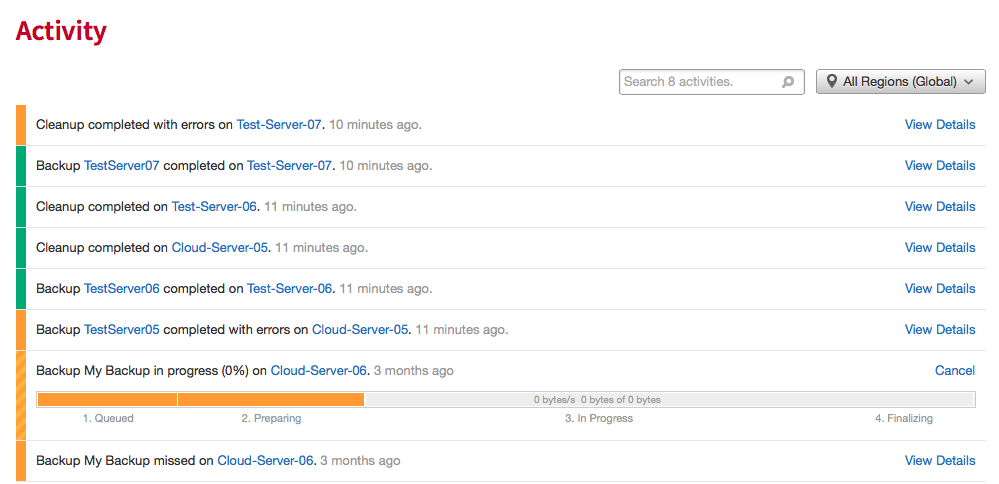 Activity
Search 8 activities. All Regions (Global)
Cleanup completed with errors on Test-Server-07. 10 minutes ago. View Details
Backup TestServer07 completed on Test-Server-07. 10 minutes ago. View Details
Cleanup completed on Test-Server-06. 11 minutes ago. View Details
Cleanup completed on Cloud-Server-05. 11 minutes ago. View Details
Backup TestServer06 completed on Test-Server-06. 11 minutes ago. View Details
Backup TestServer05 completed with errors on Cloud-Server-05. 11 minutes ago. View Details
Backup My Backup in progress (0%) on Cloud-Server-06. 3 months ago Cancel
0 bytes/s 0 bytes of 0 bytes
1. Queued 2. Preparing 3. In Progress 4. Finalizing
Backup My Backup missed on Cloud-Server-06. 3 months ago View Details